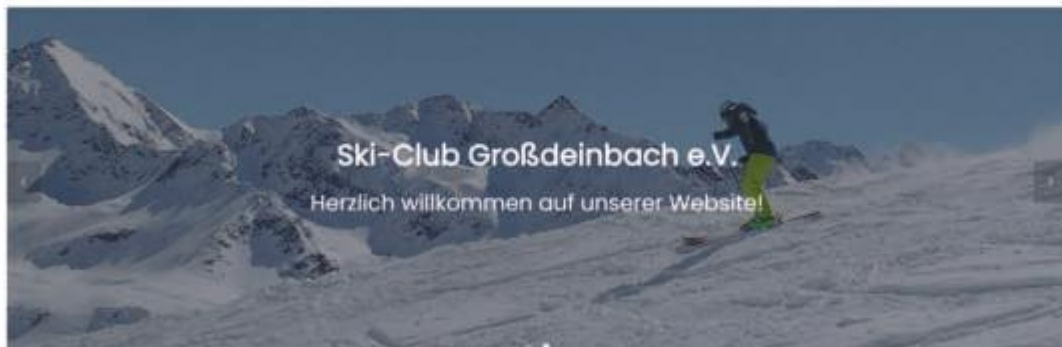 Ski-Club Großdeinbach e.V.
Herzlich willkommen auf unserer Website!